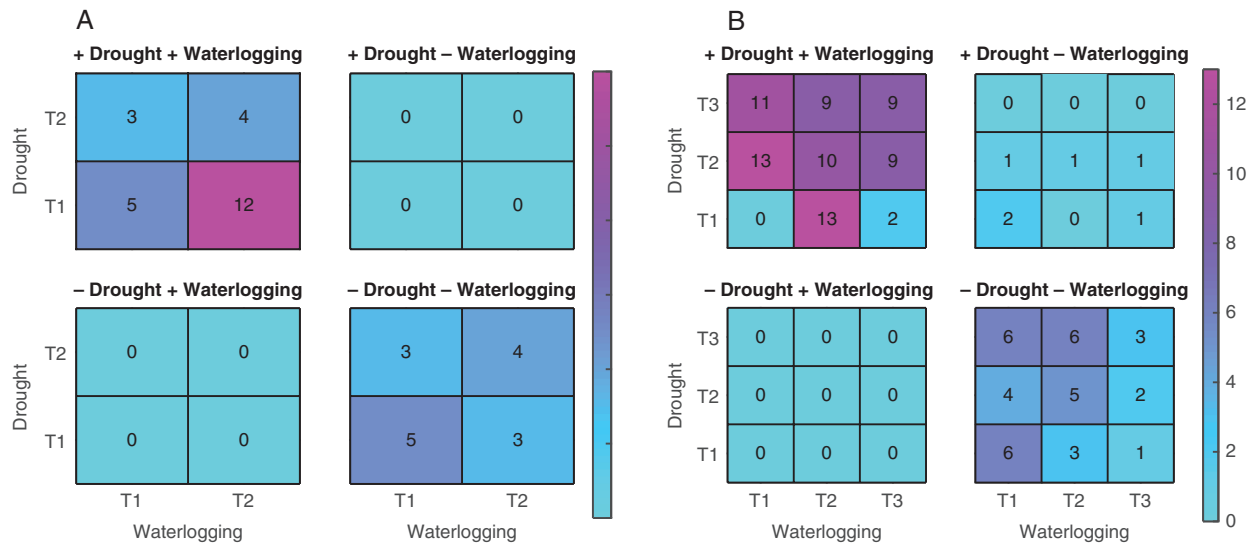 A
+ Drought + Waterlogging
+ Drought – Waterlogging
Drought
T2
3 4
0 0
T1
5 12
0 0
– Drought + Waterlogging
– Drought – Waterlogging
Drought
T2
0 0
3 4
T1
0 0
5 3
T1 T2
T1 T2
Waterlogging
Waterlogging
B
+ Drought + Waterlogging
+ Drought – Waterlogging
Drought
T3
11 9 9
0 0 0
T2
13 10 9
1 1 1
T1
0 13 2
2 0 1
– Drought + Waterlogging
– Drought – Waterlogging
Drought
T3
0 0 0
6 6 3
T2
0 0 0
4 5 2
T1
0 0 0
6 3 1
T1 T2 T3
T1 T2 T3
Waterlogging
Waterlogging
12
10
8
6
4
2
0